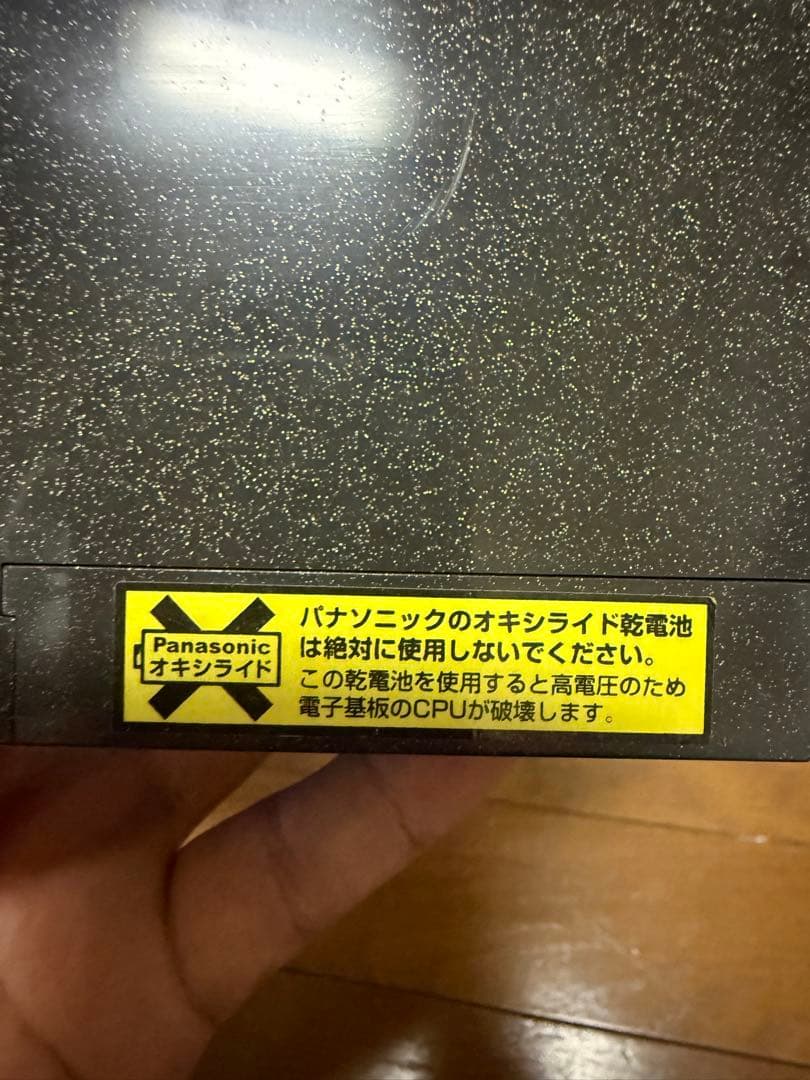 Panasonic
オキシライド
パナソニックのオキシライド乾電池
は絶対に使用しないでください。
この乾電池を使用すると高電圧のため
電子基板のCPUが破壊します。